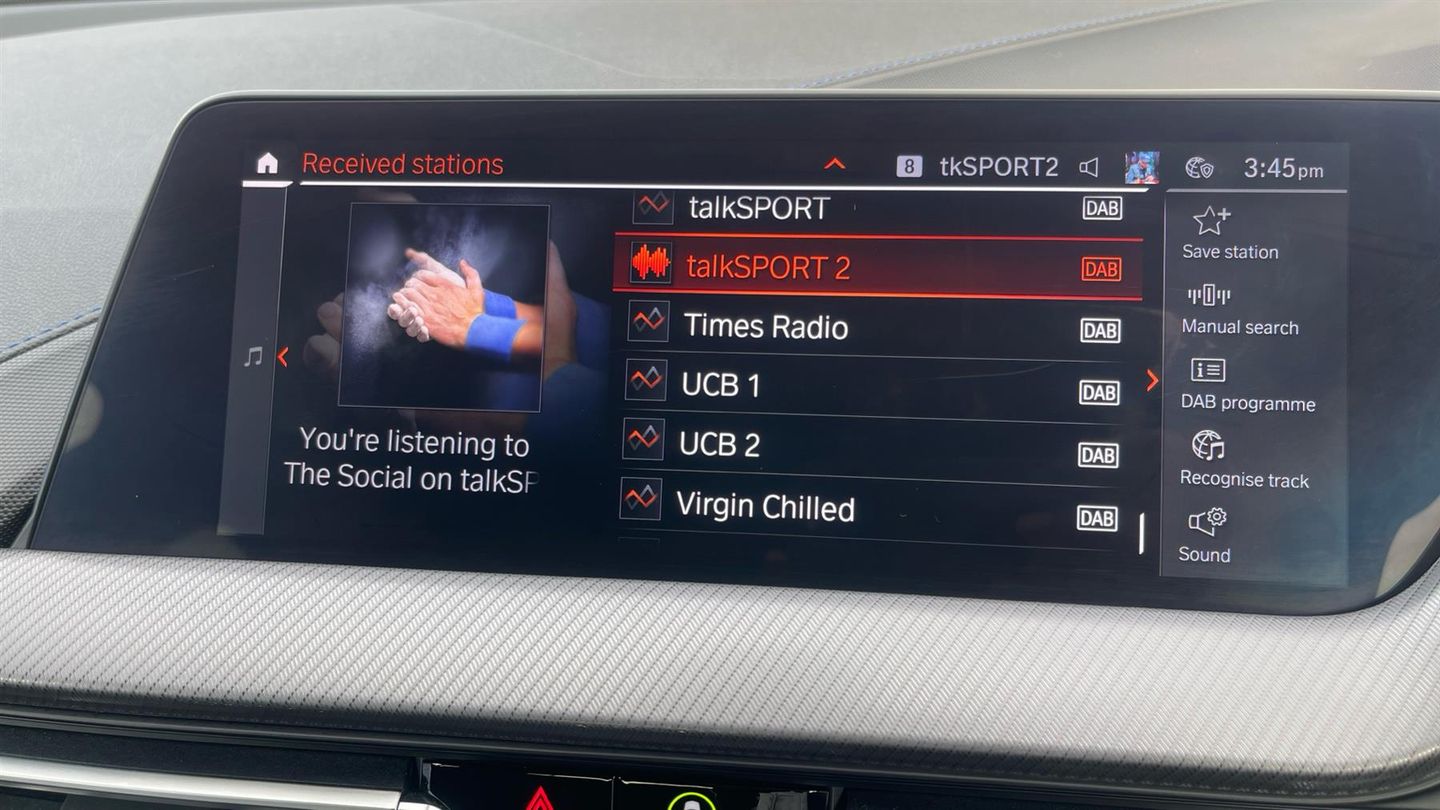 Received stations
8 tkSPORT2 3:45pm
talkSPORT DAB
talkSPORT 2 DAB
Times Radio DAB
UCB 1 DAB
UCB 2 DAB
Virgin Chilled DAB
You're listening to
The Social on talkSP
Save station
Manual search
DAB programme
Recognise track
Sound